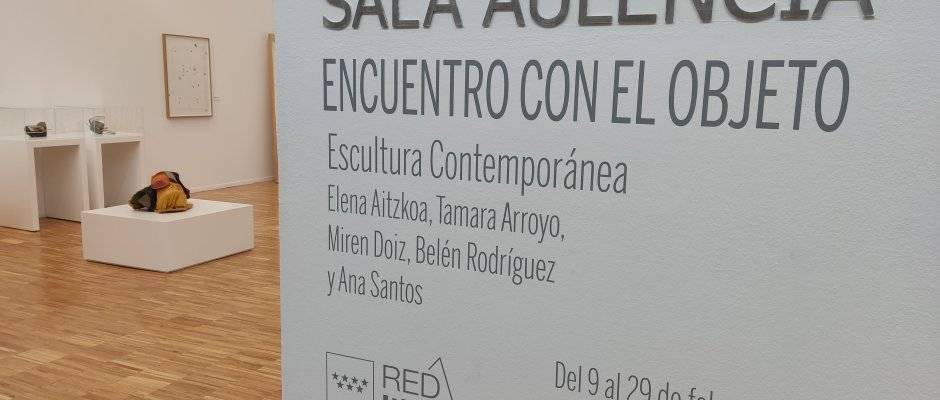 SALA AULENCIA
ENCUENTRO CON EL OBJETO
Escultura Contemporánea
Elena Aitzkoa, Tamara Arroyo,
Miren Doiz, Belén Rodríguez
y Ana Santos
RED
Del 9 al 29 de